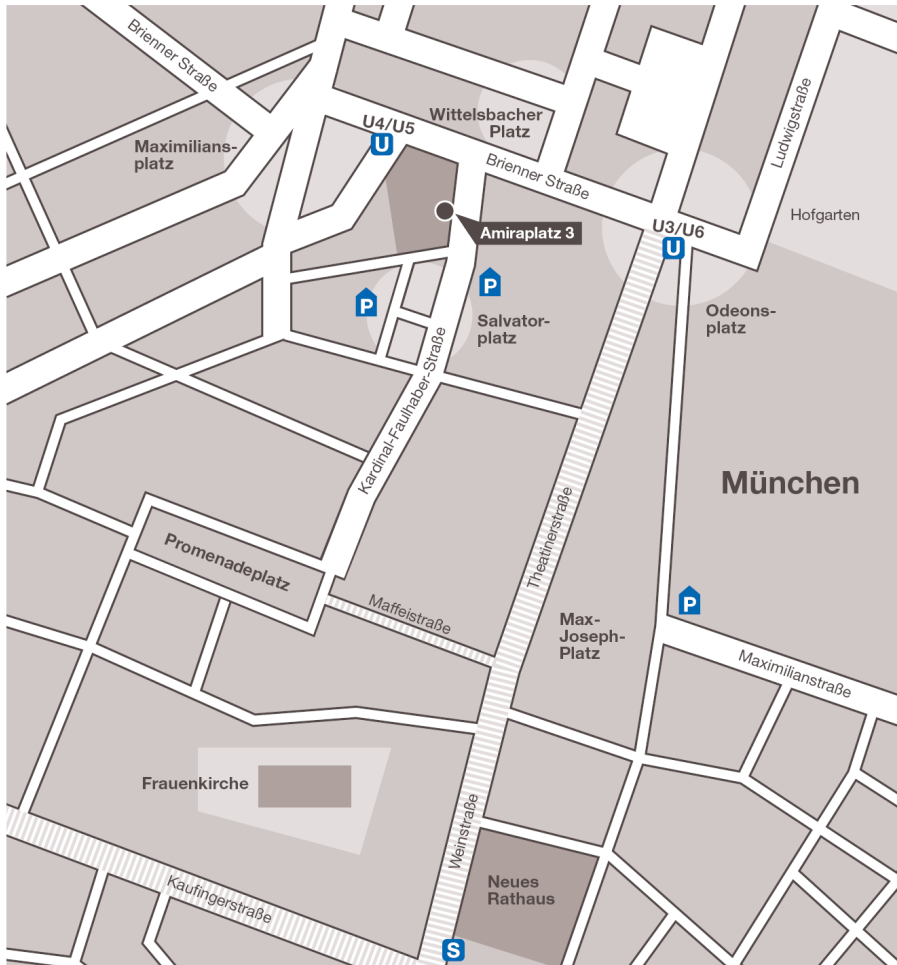 Brienner Straße
U4/U5
U
Wittelsbacher
Platz
Maximilians-
platz
Brienner Straße
Ludwigstraße
Hofgarten
U3/U6
U
Amiraplatz 3
P
P
Salvator-
platz
Odeons-
platz
Kardinal-Faulhaber-Straße
München
Theatinerstraße
Promenadeplatz
Maffeistraße
P
Max-
Joseph-
Platz
Maximilianstraße
Frauenkirche
Weinstraße
Kaufingerstraße
Neues
Rathaus
S